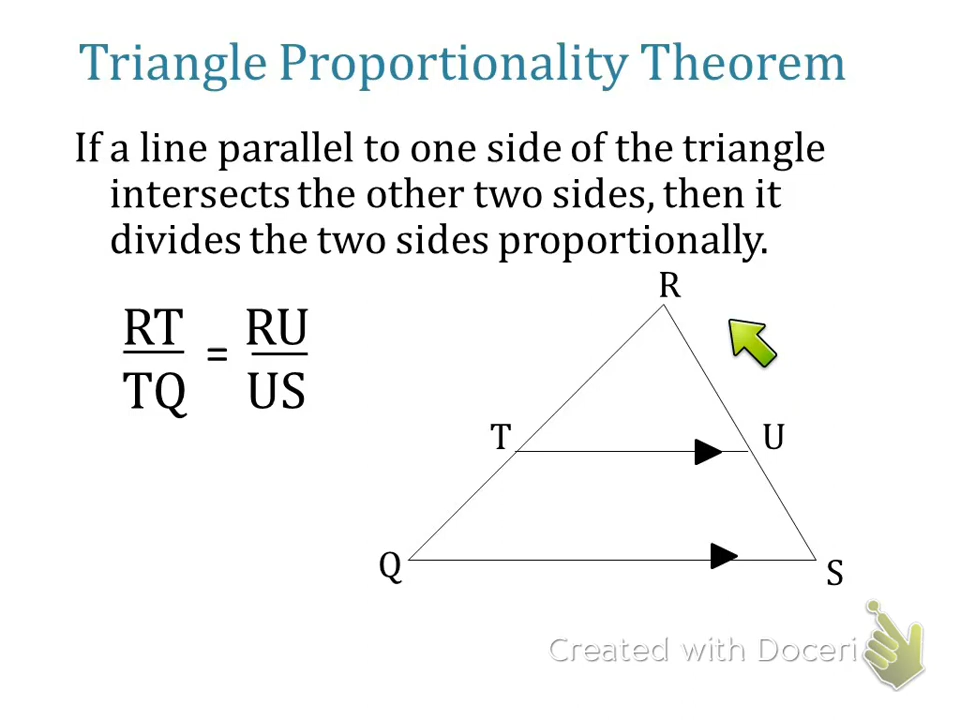 Triangle Proportionality Theorem
If a line parallel to one side of the triangle
intersects the other two sides, then it
divides the two sides proportionally.
R
RT = RU
TQ US
T U
Q S
Created with Doceri